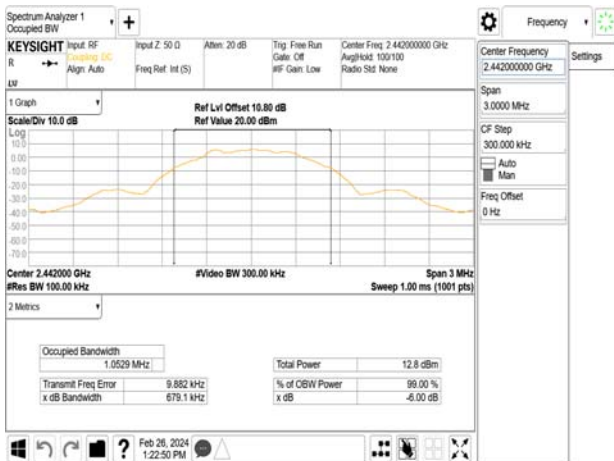 Spectrum Analyzer 1
Occupied BW
+
Frequency
KEYSIGHT Input: RF Input Z: 50 Ω Atten: 20 dB Trig: Free Run Center Freq: 2.442000000 GHz
R Coupling: DC Gate: Off Avg|Hold: 100/100
Align: Auto Freq Ref: Int (S) #IF Gain: Low Radio Std: None
LXI
Center Frequency
2.442000000 GHz
Settings
Span
3.0000 MHz
CF Step
300.000 kHz
Auto
Man
Freq Offset
0 Hz
1 Graph
Ref Lvl Offset 10.80 dB
Scale/Div 10.0 dB Ref Value 20.00 dBm
Log
10.0
0.00
-10.0
-20.0
-30.0
-40.0
-50.0
-60.0
-70.0
Center 2.442000 GHz #Video BW 300.00 kHz Span 3 MHz
#Res BW 100.00 kHz Sweep 1.00 ms (1001 pts)
2 Metrics
Occupied Bandwidth
1.0529 MHz Total Power 12.8 dBm
Transmit Freq Error 9.882 kHz % of OBW Power 99.00 %
x dB Bandwidth 679.1 kHz x dB -6.00 dB
? Feb 26, 2024
1:22:50 PM